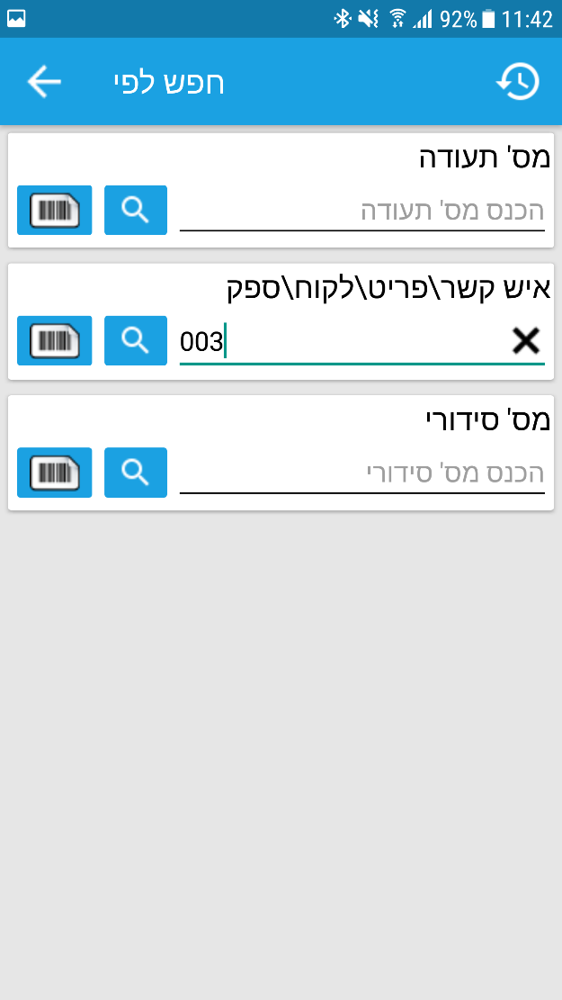 92% 11:42
חפש לפי
מס' תעודה
הכנס מס' תעודה
איש קשר\פריט\לקוח\ספק
003
מס' סידורי
הכנס מס' סידורי